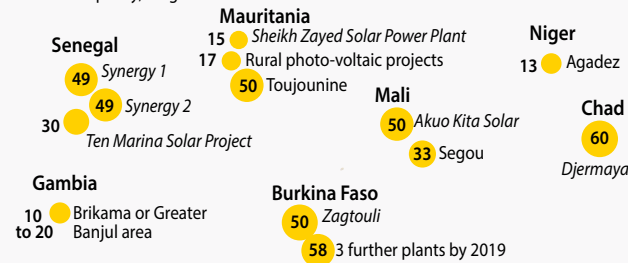 Mauritania
15 Sheikh Zayed Solar Power Plant
17 Rural photo-voltaic projects
50 Toujounine
Senegal
49 Synergy 1
49 Synergy 2
30
Ten Marina Solar Project
Niger
13 Agadez
Mali
50 Akuo Kita Solar
33 Segou
Chad
60
Djermaya
Gambia
10 Brikama or Greater
to 20 Banjul area
Burkina Faso
50 Zagtouli
58 3 further plants by 2019